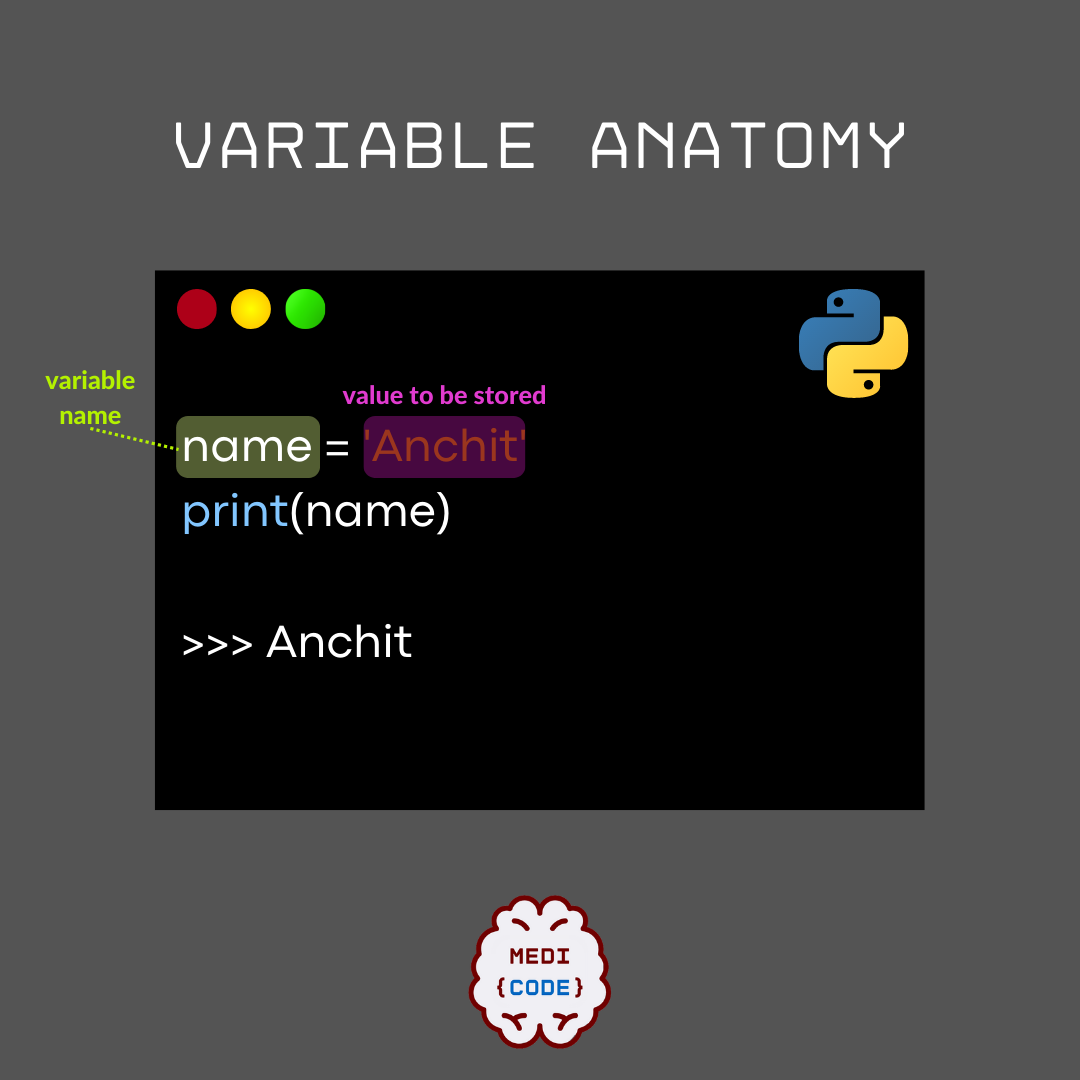 VARIABLE ANATOMY
variable
name
value to be stored
name = 'Anchit'
print(name)
>>> Anchit
MEDI
{CODE}